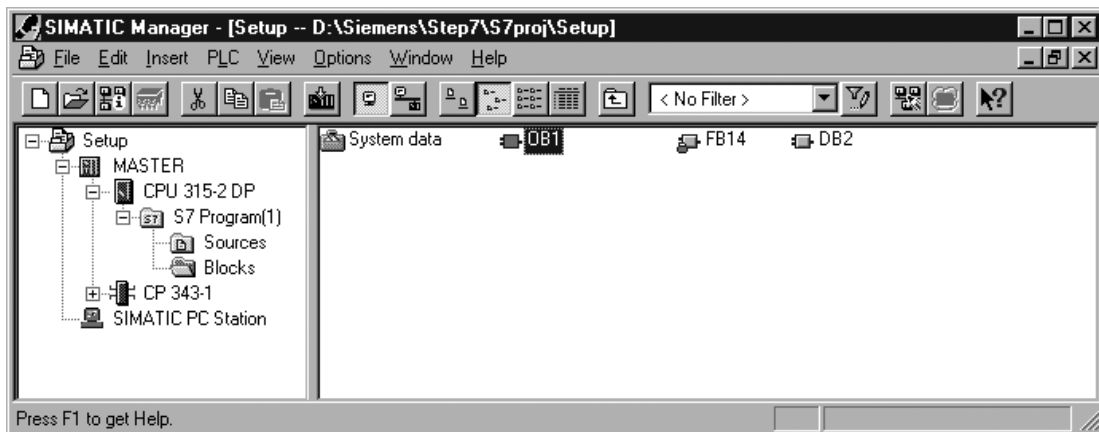 SIMATIC Manager - [Setup -- D:\Siemens\Step7\S7proj\Setup]
File Edit Insert PLC View Options Window Help
< No Filter >
Setup
MASTER
CPU 315-2 DP
S7 Program(1)
Sources
Blocks
CP 343-1
SIMATIC PC Station
System data OB1 FB14 DB2
Press F1 to get Help.